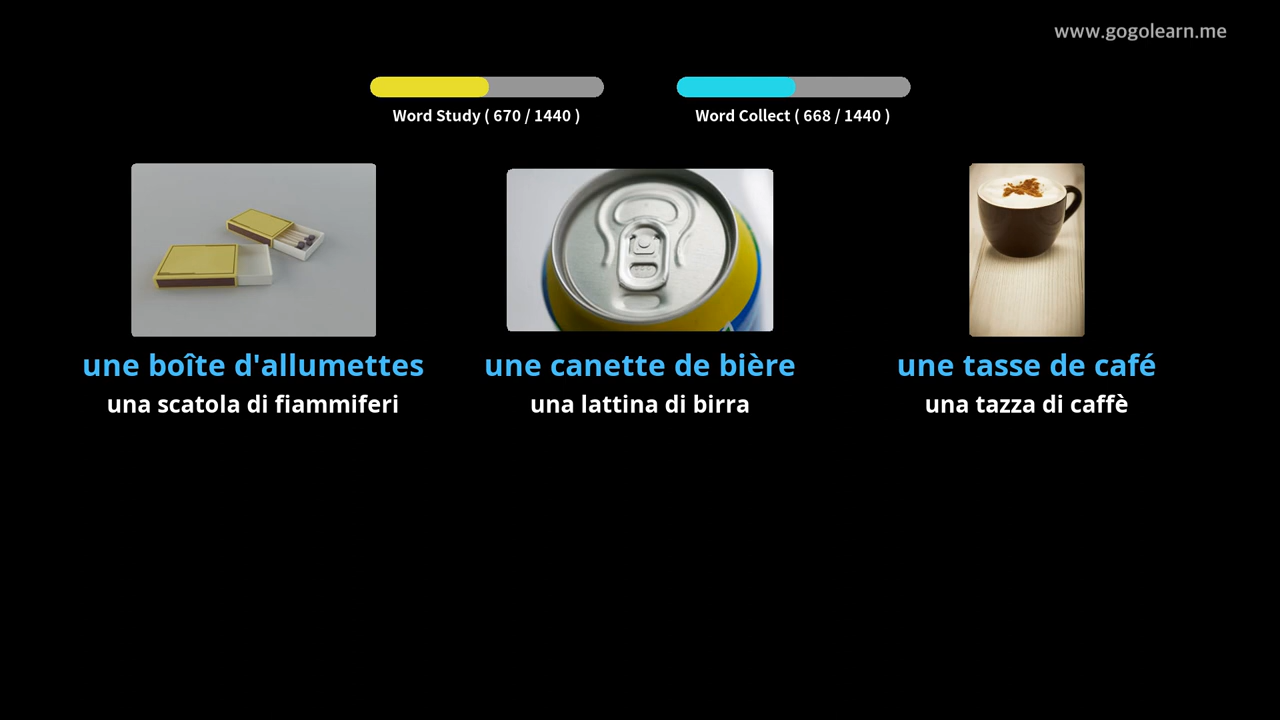 www.gogolearn.me
Word Study ( 670 / 1440 )
Word Collect ( 668 / 1440 )
une boîte d'allumettes
una scatola di fiammiferi
une canette de bière
una lattina di birra
une tasse de café
una tazza di caffè